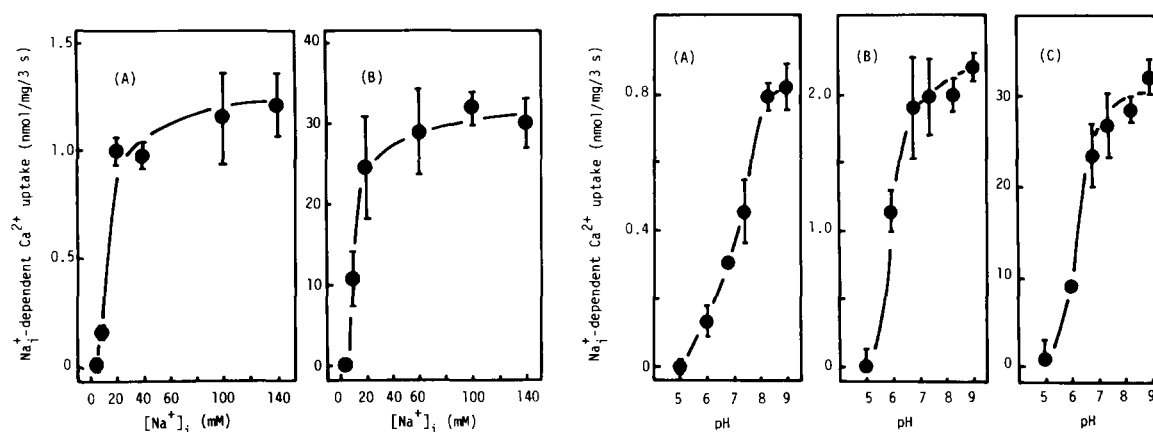 Na⁺ᵢ-dependent Ca²⁺ uptake (nmol/mg/3 s)
1.5
1.0
0.5
0
(A)
0 20 40 60 80 100 120 140
[Na⁺]ᵢ (mM)
40
30
20
10
0
(B)
0 20 60 100 140
[Na⁺]ᵢ (mM)
Na⁺ᵢ-dependent Ca²⁺ uptake (nmol/mg/3 s)
0.8
0.4
0
(A)
5 6 7 8 9
pH
2.0
1.0
0
(B)
5 6 7 8 9
pH
30
20
10
0
(C)
5 6 7 8 9
pH